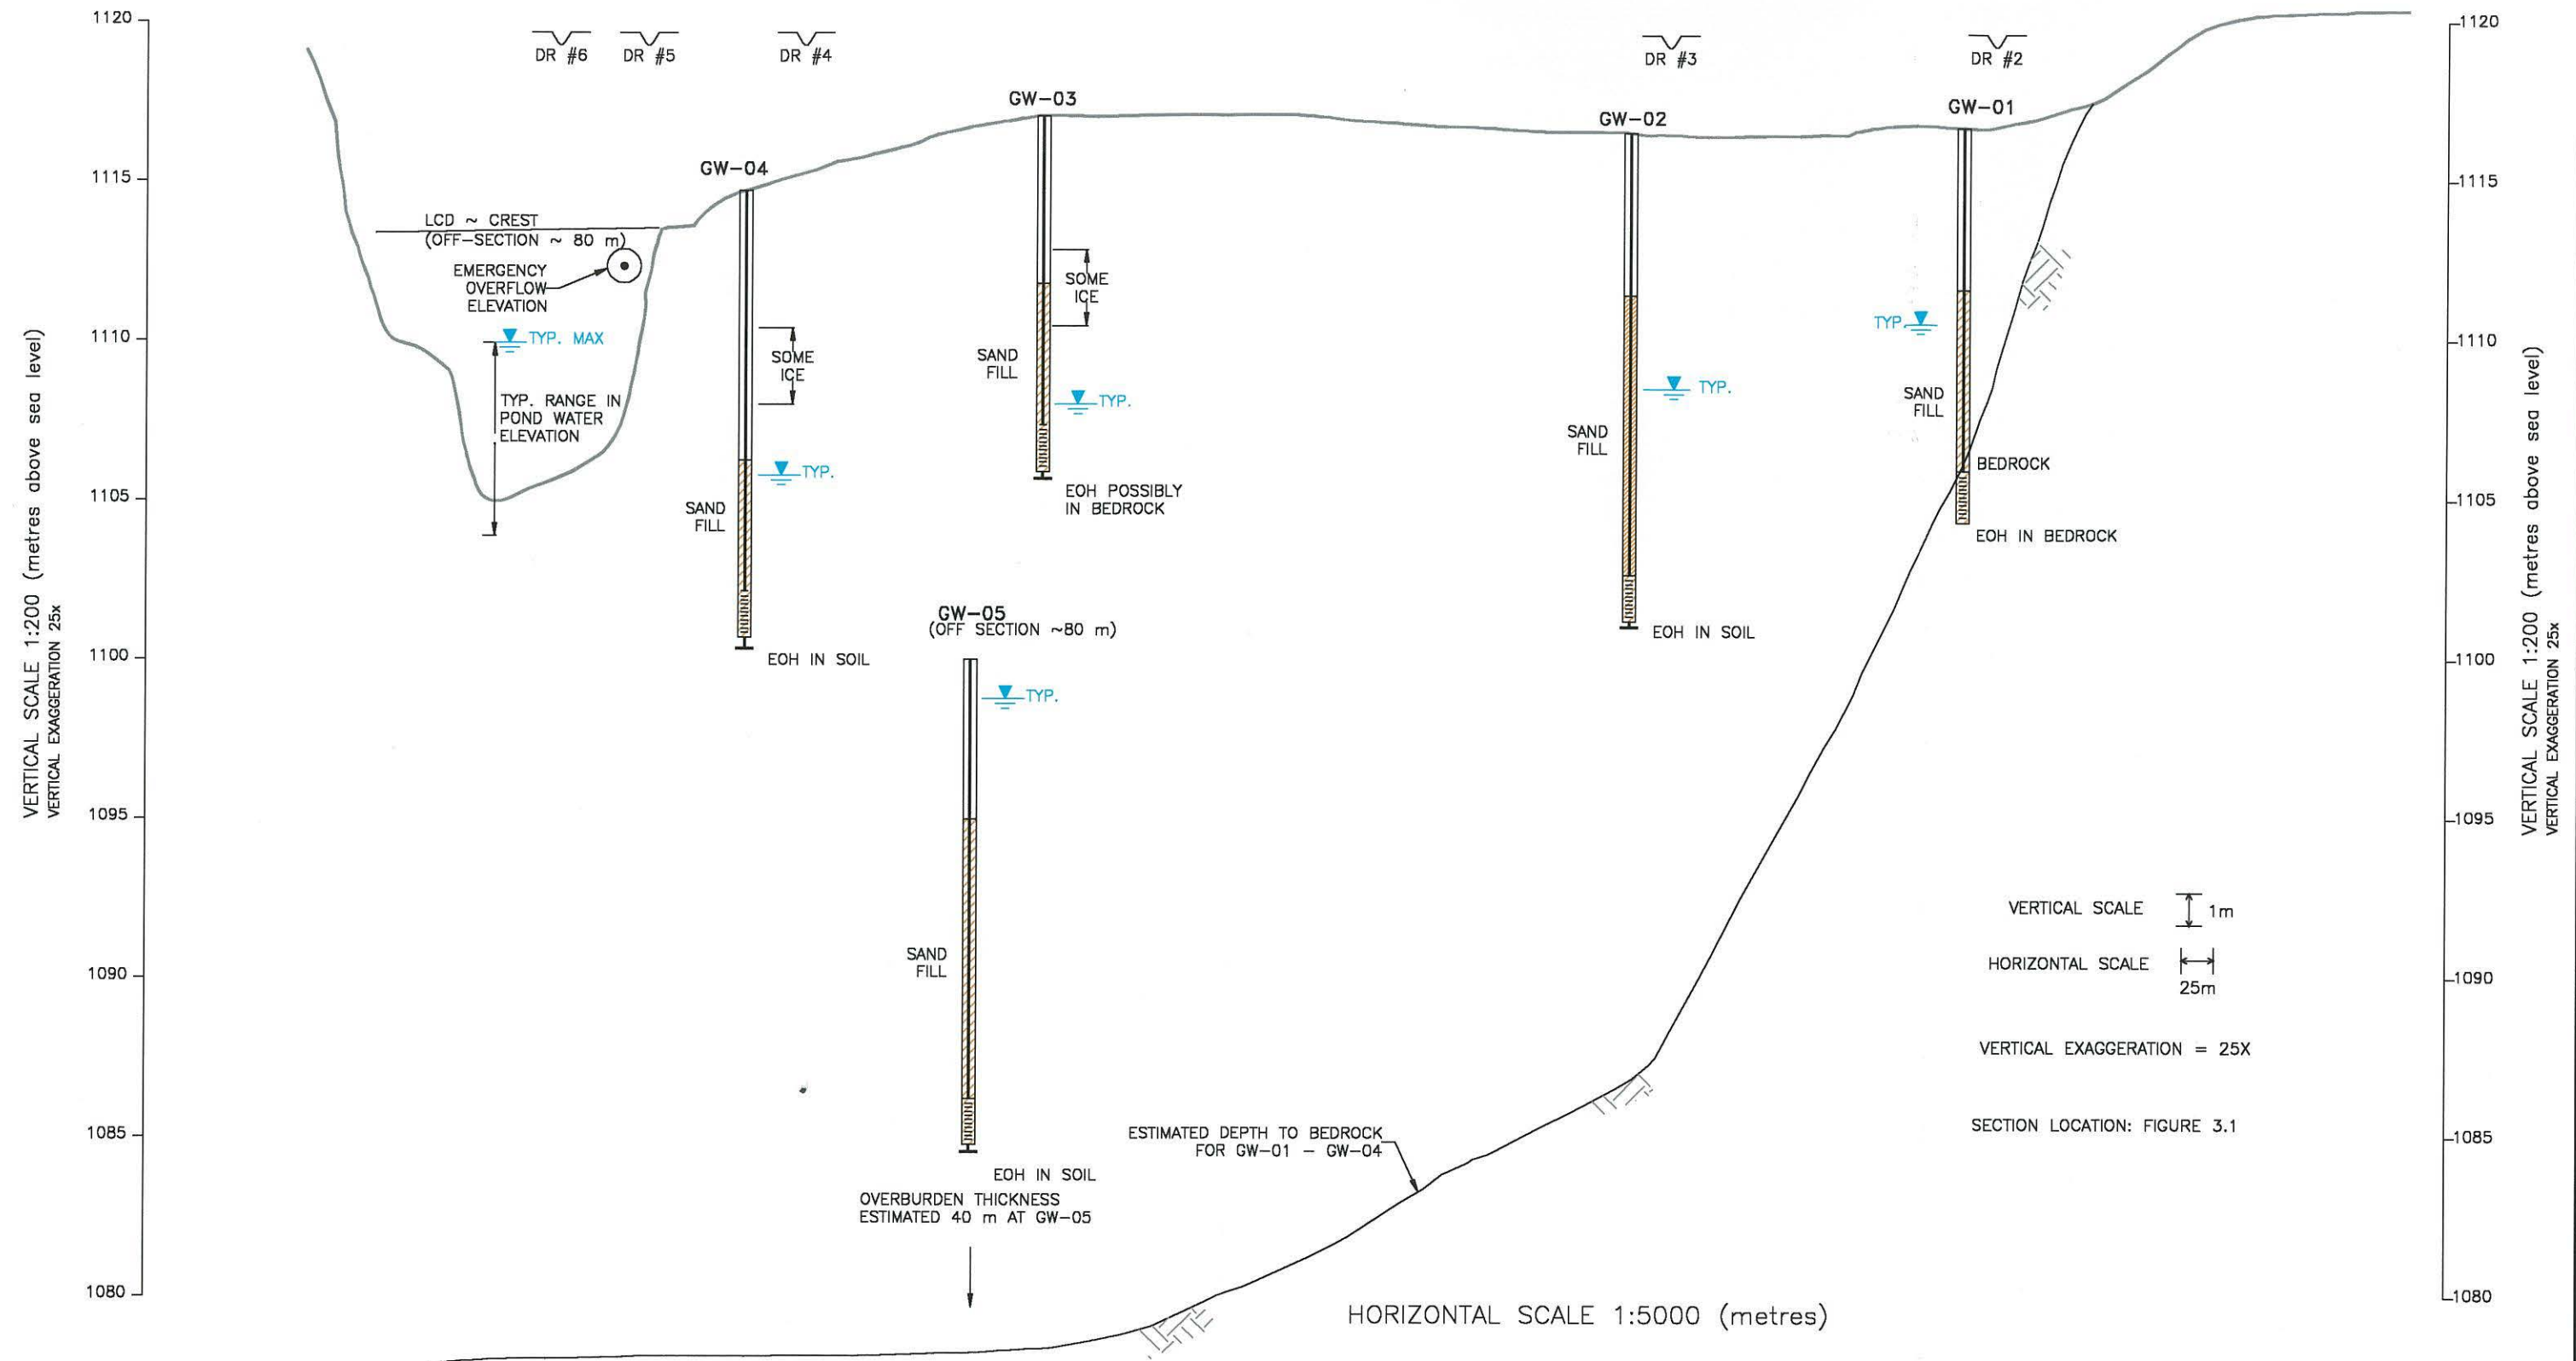 1120
DR #6
DR #5
DR #4
DR #3
DR #2
1120
GW-03
GW-02
GW-01
GW-04
1115
1115
LCD ~ CREST
(OFF-SECTION ~ 80 m)
EMERGENCY
OVERFLOW
ELEVATION
SOME
ICE
TYP.
1110
TYP. MAX
1110
SOME
ICE
SAND
FILL
TYP.
TYP.
TYP. RANGE IN
POND WATER
ELEVATION
SAND
FILL
SAND
FILL
TYP.
BEDROCK
1105
1105
SAND
FILL
EOH POSSIBLY
IN BEDROCK
EOH IN BEDROCK
GW-05
(OFF SECTION ~80 m)
EOH IN SOIL
EOH IN SOIL
1100
1100
TYP.
VERTICAL SCALE 1:200 (metres above sea level)
VERTICAL EXAGGERATION 25x
VERTICAL SCALE 1:200 (metres above sea level)
VERTICAL EXAGGERATION 25x
1095
1095
VERTICAL SCALE
1m
SAND
FILL
HORIZONTAL SCALE
25m
1090
1090
VERTICAL EXAGGERATION = 25X
SECTION LOCATION: FIGURE 3.1
1085
1085
ESTIMATED DEPTH TO BEDROCK
FOR GW-01 - GW-04
EOH IN SOIL
OVERBURDEN THICKNESS
ESTIMATED 40 m AT GW-05
1080
1080
HORIZONTAL SCALE 1:5000 (metres)